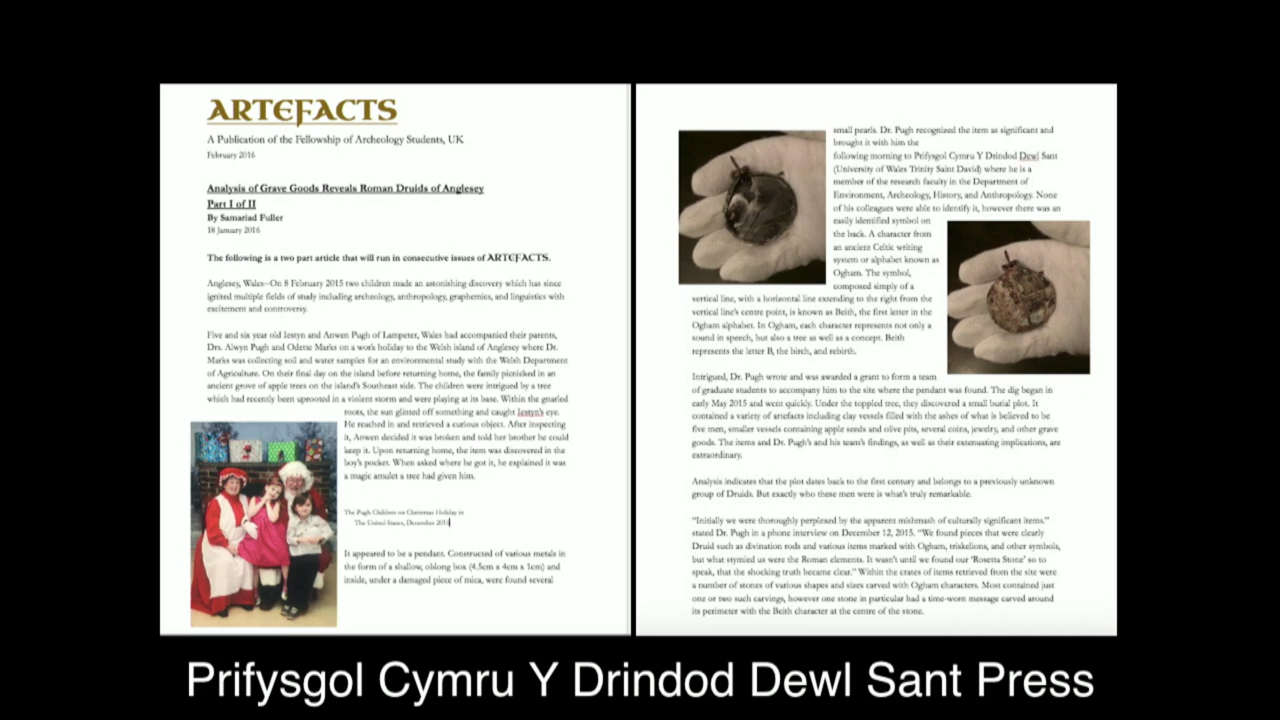 ARTEFACTS
A Publication of the Fellowship of Archeology Students, UK
February 2016
Analysis of Grave Goods Reveals Roman Druids of Anglesey
Part I of II
By Samariad Fuller
18 January 2016
The following is a two part article that will run in consecutive issues of ARTEFACTS.
Anglesey, Wales--On 8 February 2015 two children made an astonishing discovery which has since
ignited multiple fields of study including archeology, anthropology, graphemics, and linguistics with
excitement and controversy.
Five and six year old Iestyn and Anwen Pugh of Lampeter, Wales had accompanied their parents,
Drs. Alwyn Pugh and Odette Marks on a work holiday to the Welsh island of Anglesey where Dr.
Marks was collecting soil and water samples for an environmental study with the Welsh Department
of Agriculture. On their final day on the island before returning home, the family picnicked in an
ancient grove of apple trees on the island's Southeast side. The children were intrigued by a tree
which had recently been uprooted in a violent storm and were playing at its base. Within the gnarled
roots, the sun glinted off something and caught Iestyn's eye.
He reached in and retrieved a curious object. After inspecting
it, Anwen decided it was broken and told her brother he could
keep it. Upon returning home, the item was discovered in the
boy's pocket. When asked where he got it, he explained it was
a magic amulet a tree had given him.
The Pugh Children on Christmas Holiday in
The United States, December 2015
It appeared to be a pendant. Constructed of various metals in
the form of a shallow, oblong box (4.5cm x 4cm x 1cm) and
inside, under a damaged piece of mica, were found several
small pearls. Dr. Pugh recognized the item as significant and
brought it with him the
following morning to Prifysgol Cymru Y Drindod Dewl Sant
(University of Wales Trinity Saint David) where he is a
member of the research faculty in the Department of
Environment, Archeology, History, and Anthropology. None
of his colleagues were able to identify it, however there was an
easily identified symbol on
the back. A character from
an ancient Celtic writing
system or alphabet known as
Ogham. The symbol,
composed simply of a
vertical line, with a horizontal line extending to the right from the
vertical line's centre point, is known as Beith, the first letter in the
Ogham alphabet. In Ogham, each character represents not only a
sound in speech, but also a tree as well as a concept. Beith
represents the letter B, the birch, and rebirth.
Intrigued, Dr. Pugh wrote and was awarded a grant to form a team
of graduate students to accompany him to the site where the pendant was found. The dig began in
early May 2015 and went quickly. Under the toppled tree, they discovered a small burial plot. It
contained a variety of artefacts including clay vessels filled with the ashes of what is believed to be
five men, smaller vessels containing apple seeds and olive pits, several coins, jewelry, and other grave
goods. The items and Dr. Pugh's and his team's findings, as well as their extenuating implications, are
extraordinary.
Analysis indicates that the plot dates back to the first century and belongs to a previously unknown
group of Druids. But exactly who these men were is what's truly remarkable.
"Initially we were thoroughly perplexed by the apparent mishmash of culturally significant items."
stated Dr. Pugh in a phone interview on December 12, 2015. "We found pieces that were clearly
Druid such as divination rods and various items marked with Ogham, triskelions, and other symbols,
but what stymied us were the Roman elements. It wasn't until we found our 'Rosetta Stone' so to
speak, that the shocking truth became clear." Within the crates of items retrieved from the site were
a number of stones of various shapes and sizes carved with Ogham characters. Most contained just
one or two such carvings, however one stone in particular had a time-worn message carved around
its perimeter with the Beith character at the centre of the stone.
Prifysgol Cymru Y Drindod Dewl Sant Press